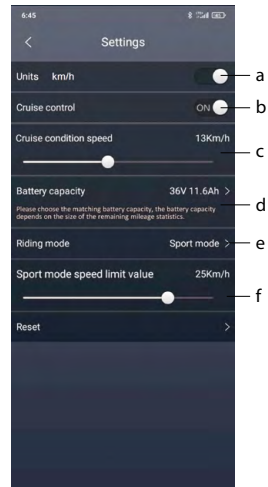 6:45
Settings
Units km/h
a
Cruise control ON
b
Cruise condition speed 13Km/h
c
Battery capacity 36V 11.6Ah >
Please choose the matching battery capacity, the battery capacity
depends on the size of the remaining mileage statistics.
d
Riding mode Sport mode >
e
Sport mode speed limit value 25Km/h
f
Reset >